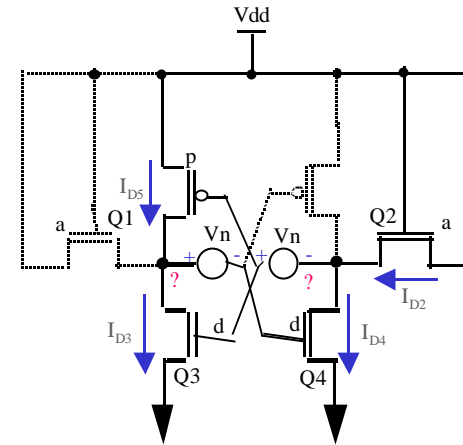 Vdd
p
I_D5
Q1
a
Q2
a
+ Vn -
+ Vn -
?
?
I_D2
I_D3
d
d
I_D4
Q3
Q4